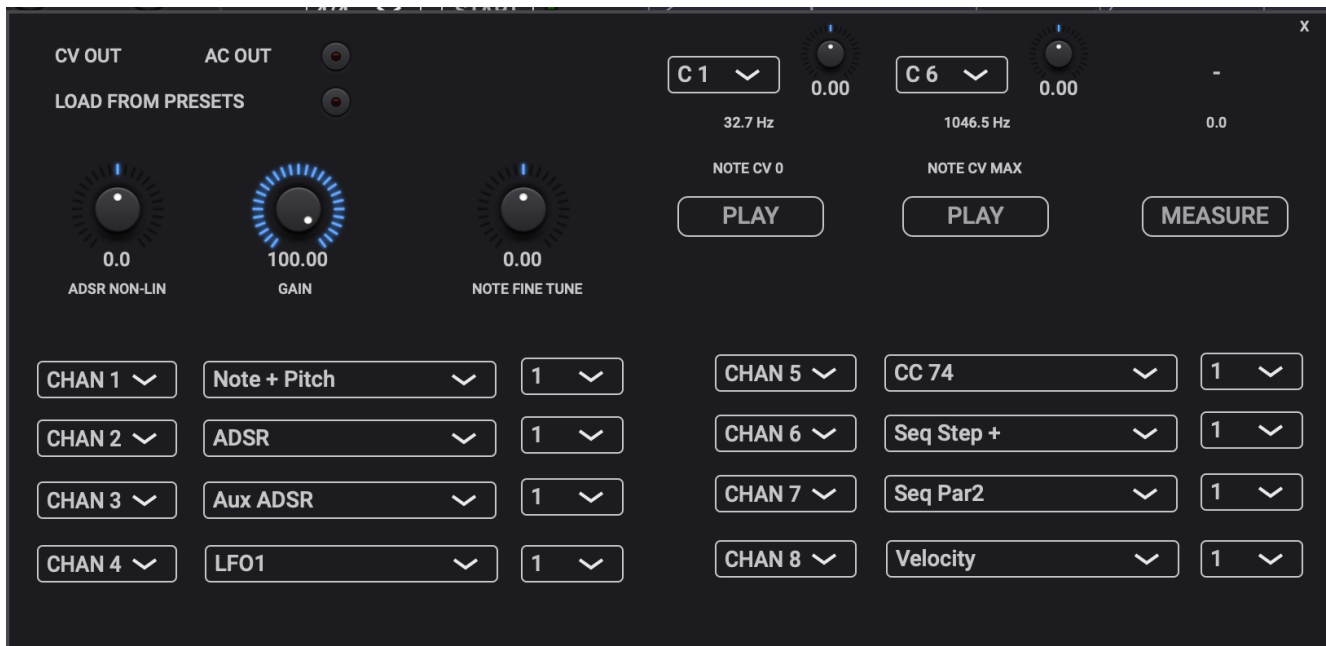 CV OUT AC OUT
LOAD FROM PRESETS
X
C 1 0.00 C 6 0.00 -
32.7 Hz 1046.5 Hz 0.0
NOTE CV 0 NOTE CV MAX
PLAY PLAY MEASURE
0.0 100.00 0.00
ADSR NON-LIN GAIN NOTE FINE TUNE
CHAN 1 Note + Pitch 1 CHAN 5 CC 74 1
CHAN 2 ADSR 1 CHAN 6 Seq Step + 1
CHAN 3 Aux ADSR 1 CHAN 7 Seq Par2 1
CHAN 4 LFO1 1 CHAN 8 Velocity 1